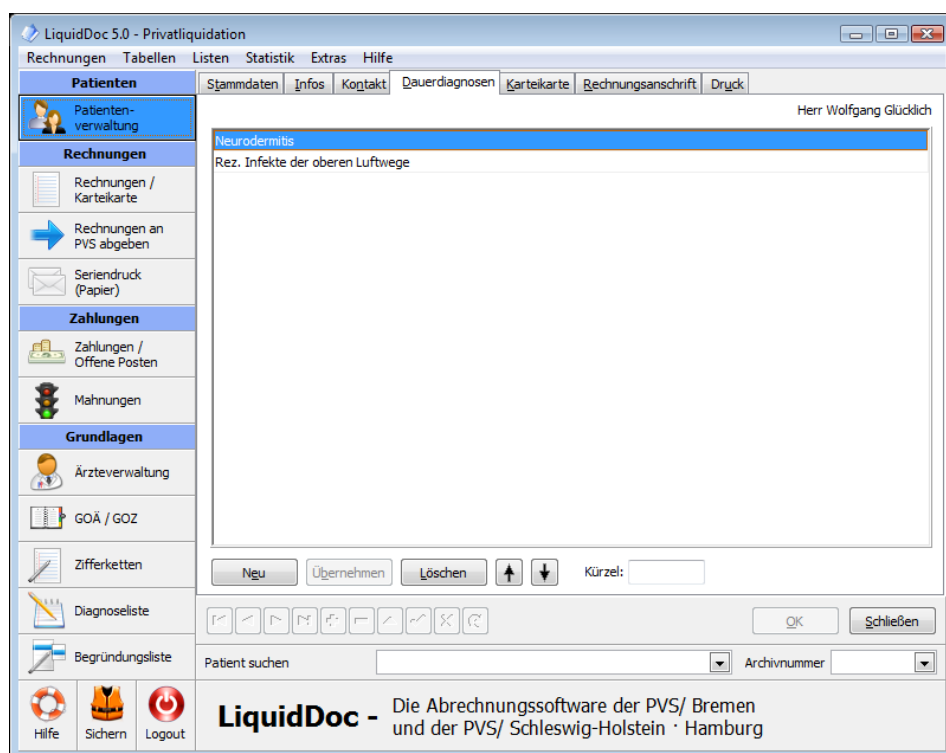 LiquidDoc 5.0 - Privatliquidation
Rechnungen Tabellen Listen Statistik Extras Hilfe
Patienten
Patienten-
verwaltung
Rechnungen
Rechnungen /
Karteikarte
Rechnungen an
PVS abgeben
Seriendruck
(Papier)
Zahlungen
Zahlungen /
Offene Posten
Mahnungen
Grundlagen
Ärzteverwaltung
GOÄ / GOZ
Zifferketten
Diagnoseliste
Begründungsliste
Hilfe Sichern Logout
Stammdaten Infos Kontakt Dauerdiagnosen Karteikarte Rechnungsanschrift Druck
Herr Wolfgang Glücklich
Neurodermitis
Rez. Infekte der oberen Luftwege
Neu Übernehmen Löschen Kürzel:
OK Schließen
Patient suchen Archivnummer
LiquidDoc - Die Abrechnungssoftware der PVS/ Bremen
und der PVS/ Schleswig-Holstein · Hamburg